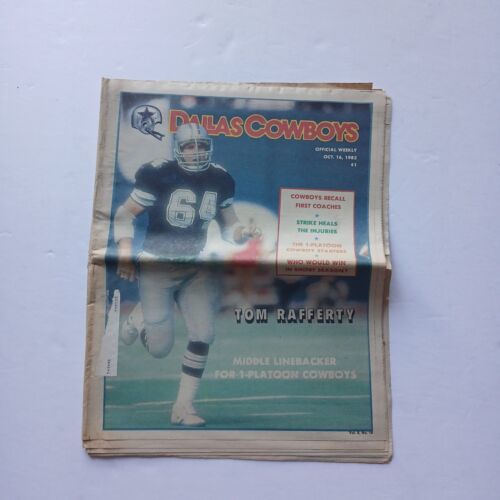 DALLAS COWBOYS
OFFICIAL WEEKLY
OCT. 16, 1982
$1
64
COWBOYS RECALL
FIRST COACHES
STRIKE HEALS
THE INJURIES
THE 1-PLATOON
COWBOY STARTERS
WHO WOULD WIN
IN SHORT SEASON?
TOM RAFFERTY
MIDDLE LINEBACKER
FOR 1-PLATOON COWBOYS